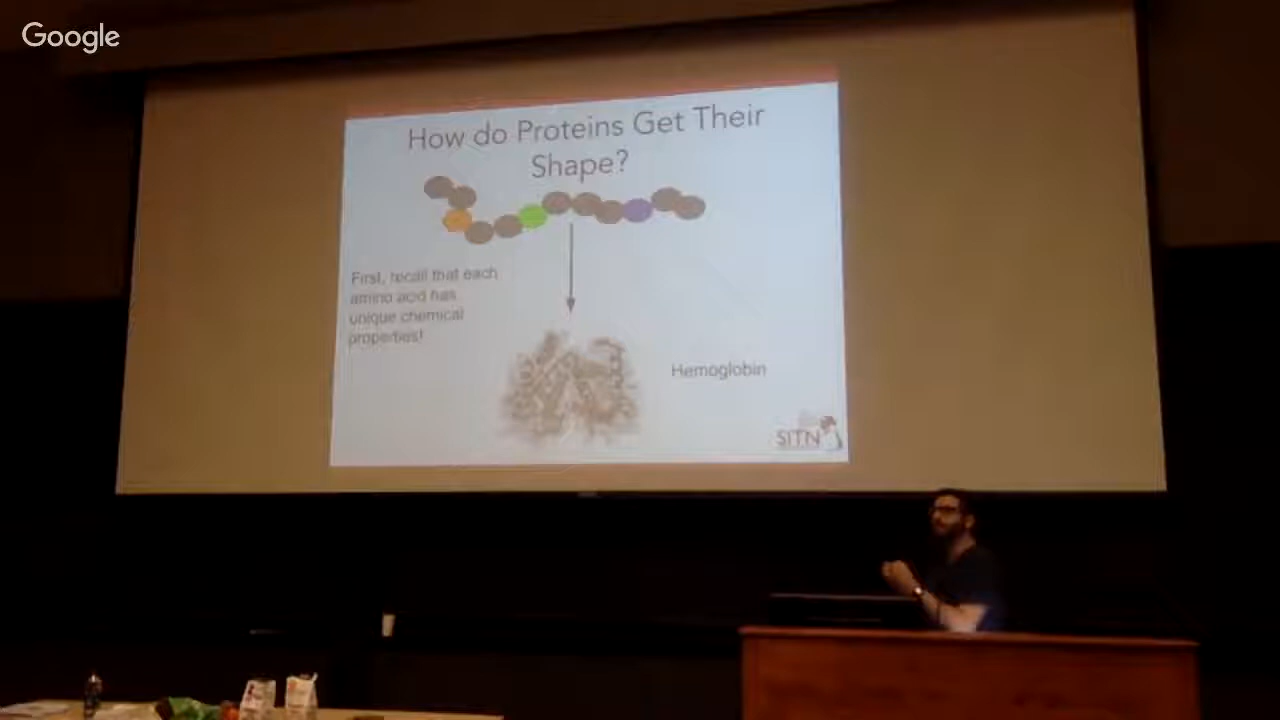 Google
How do Proteins Get Their
Shape?
First, recall that each
amino acid has
unique chemical
properties!
Hemoglobin
SITN